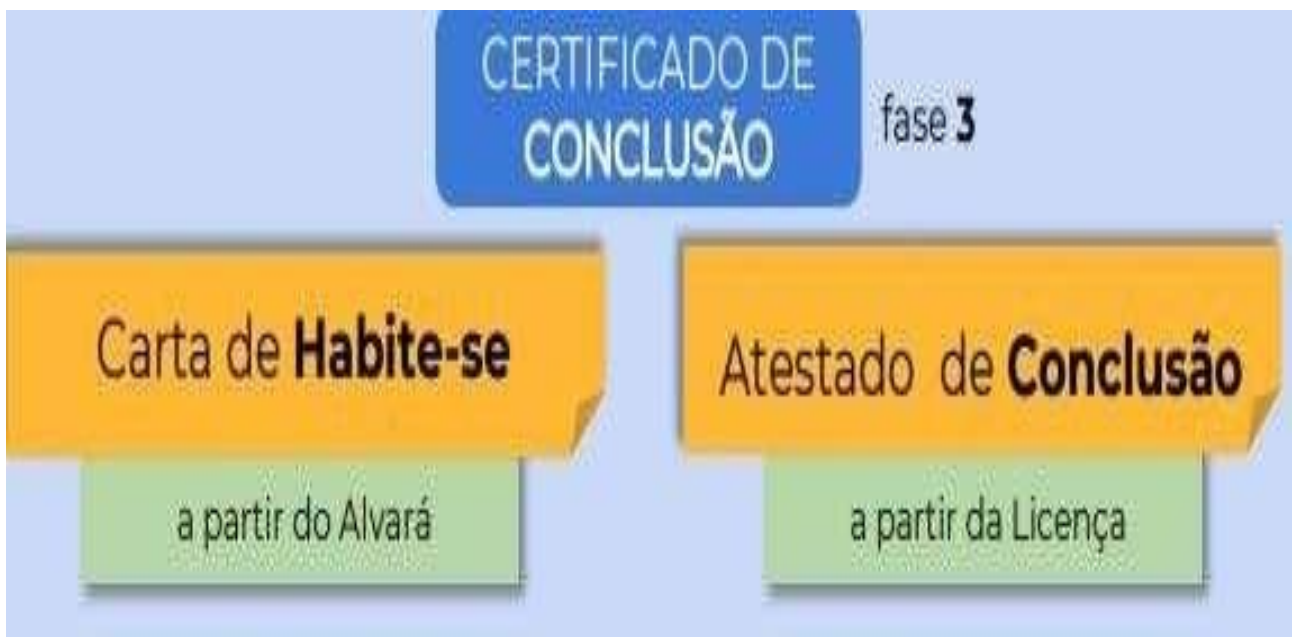 CERTIFICADO DE
CONCLUSÃO
fase 3
Carta de Habite-se
a partir do Alvará
Atestado de Conclusão
a partir da Licença